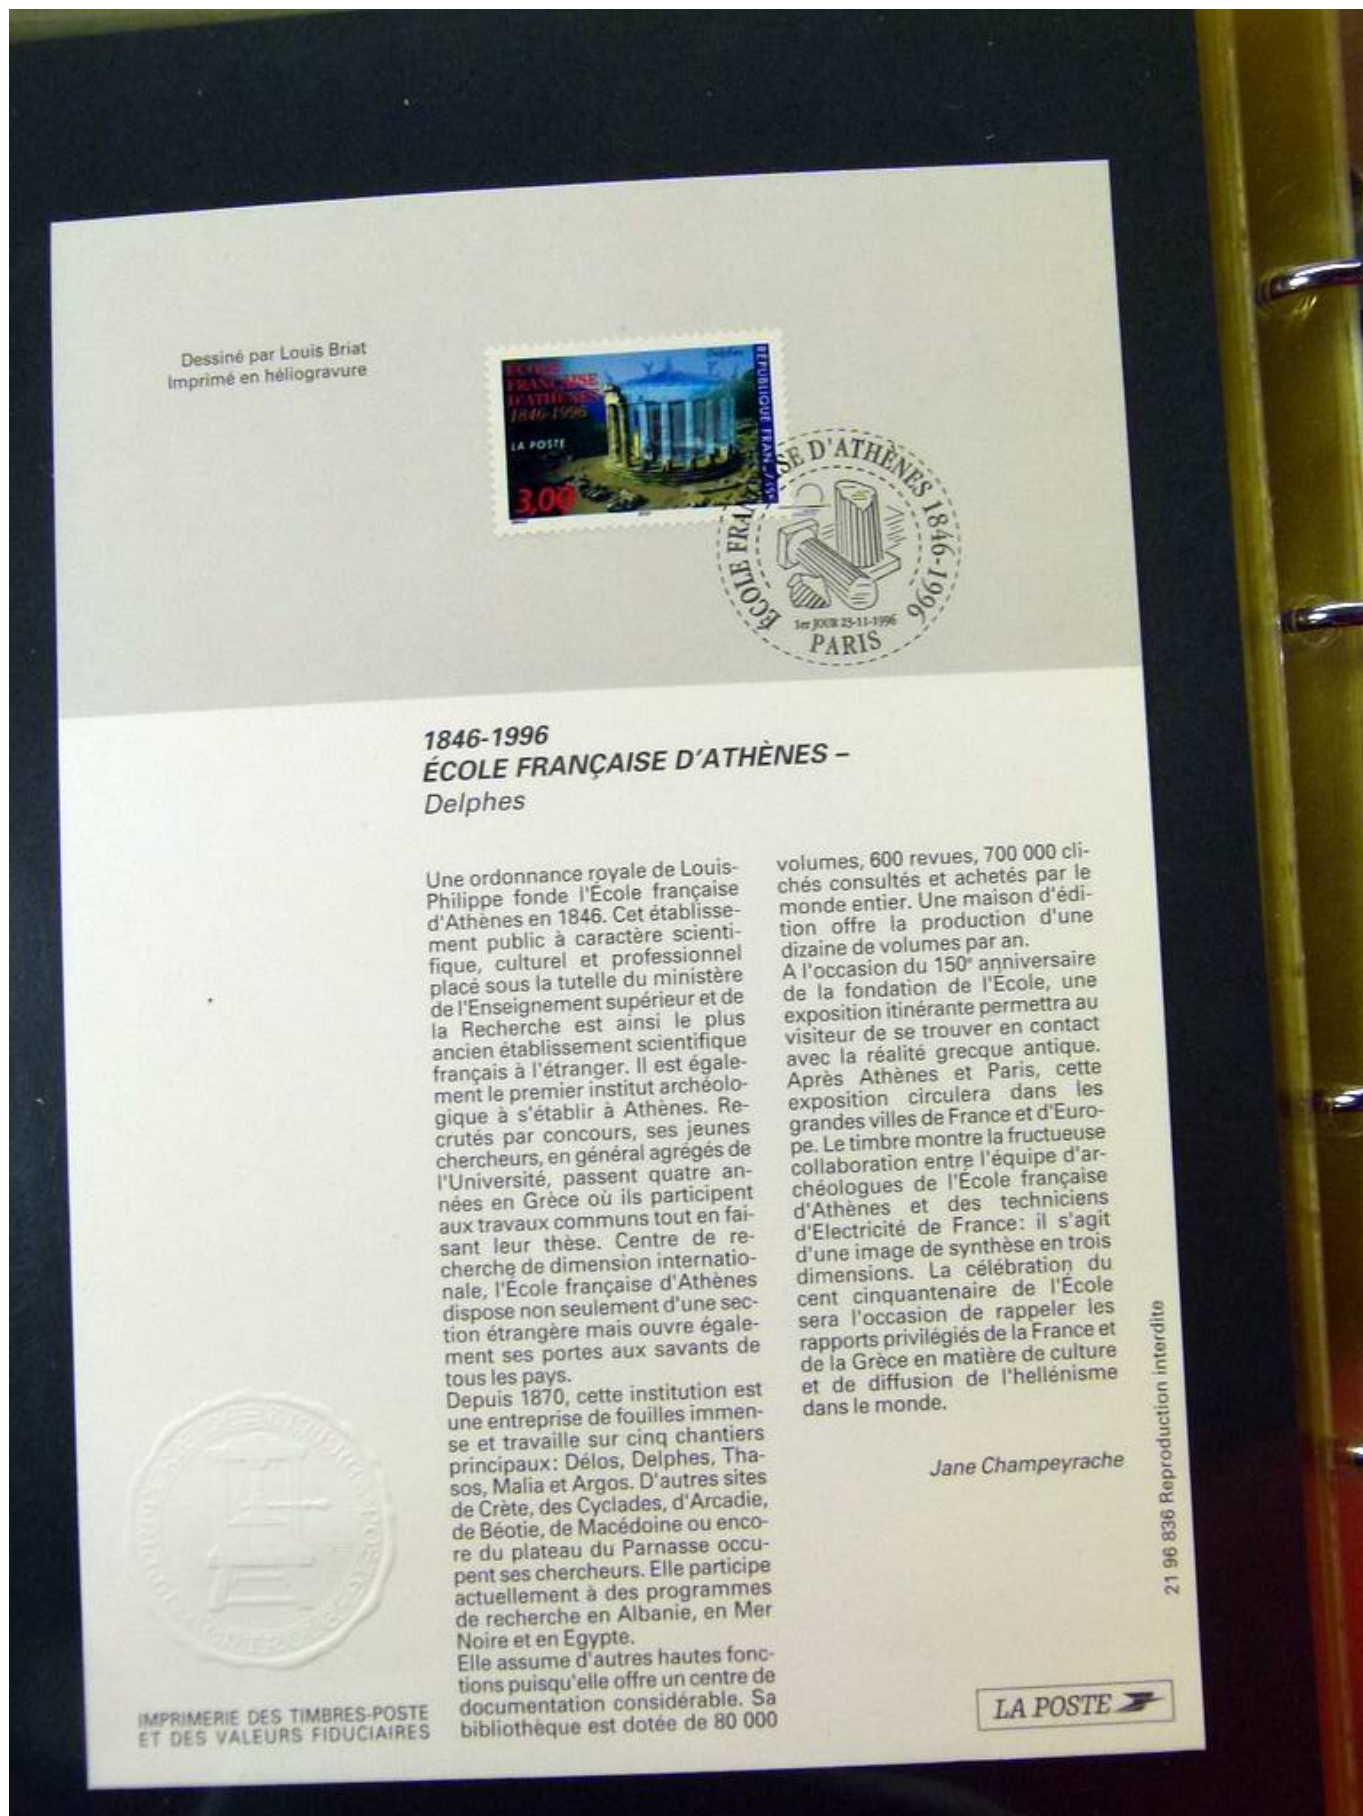 Dessiné par Louis Briat
Imprimé en héliogravure
ÉCOLE
FRANÇAISE
D'ATHÈNES
1846-1996
LA POSTE
3,00
Delphes
ÉCOLE FRANÇAISE D'ATHÈNES 1846-1996
1er JOUR 23-11-1996
PARIS
1846-1996
ÉCOLE FRANÇAISE D'ATHÈNES –
Delphes
Une ordonnance royale de Louis-
Philippe fonde l'École française
d'Athènes en 1846. Cet établisse-
ment public à caractère scienti-
fique, culturel et professionnel
placé sous la tutelle du ministère
de l'Enseignement supérieur et de
la Recherche est ainsi le plus
ancien établissement scientifique
français à l'étranger. Il est égale-
ment le premier institut archéolo-
gique à s'établir à Athènes. Re-
crutés par concours, ses jeunes
chercheurs, en général agrégés de
l'Université, passent quatre an-
nées en Grèce où ils participent
aux travaux communs tout en fai-
sant leur thèse. Centre de re-
cherche de dimension internatio-
nale, l'École française d'Athènes
dispose non seulement d'une sec-
tion étrangère mais ouvre égale-
ment ses portes aux savants de
tous les pays.
Depuis 1870, cette institution est
une entreprise de fouilles immen-
se et travaille sur cinq chantiers
principaux: Délos, Delphes, Tha-
sos, Malia et Argos. D'autres sites
de Crète, des Cyclades, d'Arcadie,
de Béotie, de Macédoine ou enco-
re du plateau du Parnasse occu-
pent ses chercheurs. Elle participe
actuellement à des programmes
de recherche en Albanie, en Mer
Noire et en Egypte.
Elle assume d'autres hautes fonc-
tions puisqu'elle offre un centre de
documentation considérable. Sa
bibliothèque est dotée de 80 000
volumes, 600 revues, 700 000 cli-
chés consultés et achetés par le
monde entier. Une maison d'édi-
tion offre la production d'une
dizaine de volumes par an.
A l'occasion du 150e anniversaire
de la fondation de l'École, une
exposition itinérante permettra au
visiteur de se trouver en contact
avec la réalité grecque antique.
Après Athènes et Paris, cette
exposition circulera dans les
grandes villes de France et d'Euro-
pe. Le timbre montre la fructueuse
collaboration entre l'équipe d'ar-
chéologues de l'École française
d'Athènes et des techniciens
d'Electricité de France: il s'agit
d'une image de synthèse en trois
dimensions. La célébration du
cent cinquantenaire de l'École
sera l'occasion de rappeler les
rapports privilégiés de la France et
de la Grèce en matière de culture
et de diffusion de l'hellénisme
dans le monde.
Jane Champeyrache
21 96 836 Reproduction interdite
IMPRIMERIE DES TIMBRES-POSTE
ET DES VALEURS FIDUCIAIRES
LA POSTE